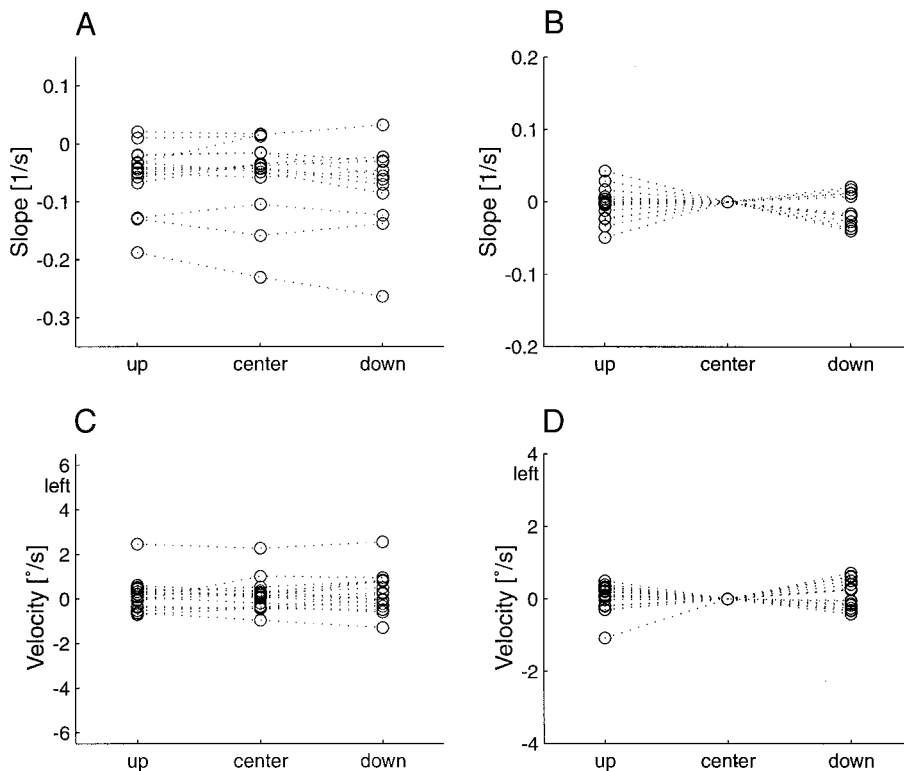 A
0.1
0
-0.1
-0.2
-0.3
Slope [1/s]
up center down
B
0.2
0.1
0
-0.1
-0.2
Slope [1/s]
up center down
C
6
left
4
2
0
-2
-4
-6
Velocity [°/s]
up center down
D
4
left
2
0
-2
-4
Velocity [°/s]
up center down